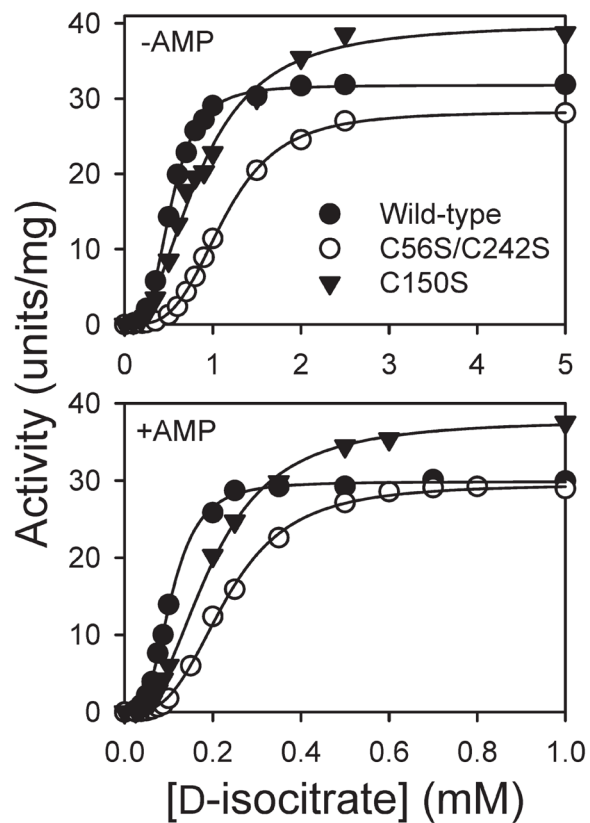 Activity (units/mg)
40
30
20
10
0
-AMP
Wild-type
C56S/C242S
C150S
0 1 2 3 4 5
40
30
20
10
0
+AMP
0.0 0.2 0.4 0.6 0.8 1.0
[D-isocitrate] (mM)